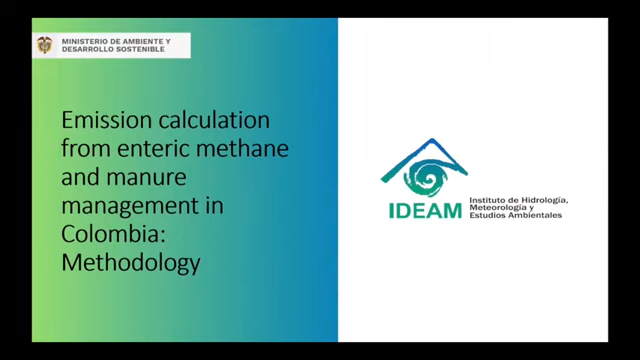 MINISTERIO DE AMBIENTE Y
DESARROLLO SOSTENIBLE
Emission calculation
from enteric methane
and manure
management in
Colombia:
Methodology
IDEAM
Instituto de Hidrología,
Meteorología y
Estudios Ambientales